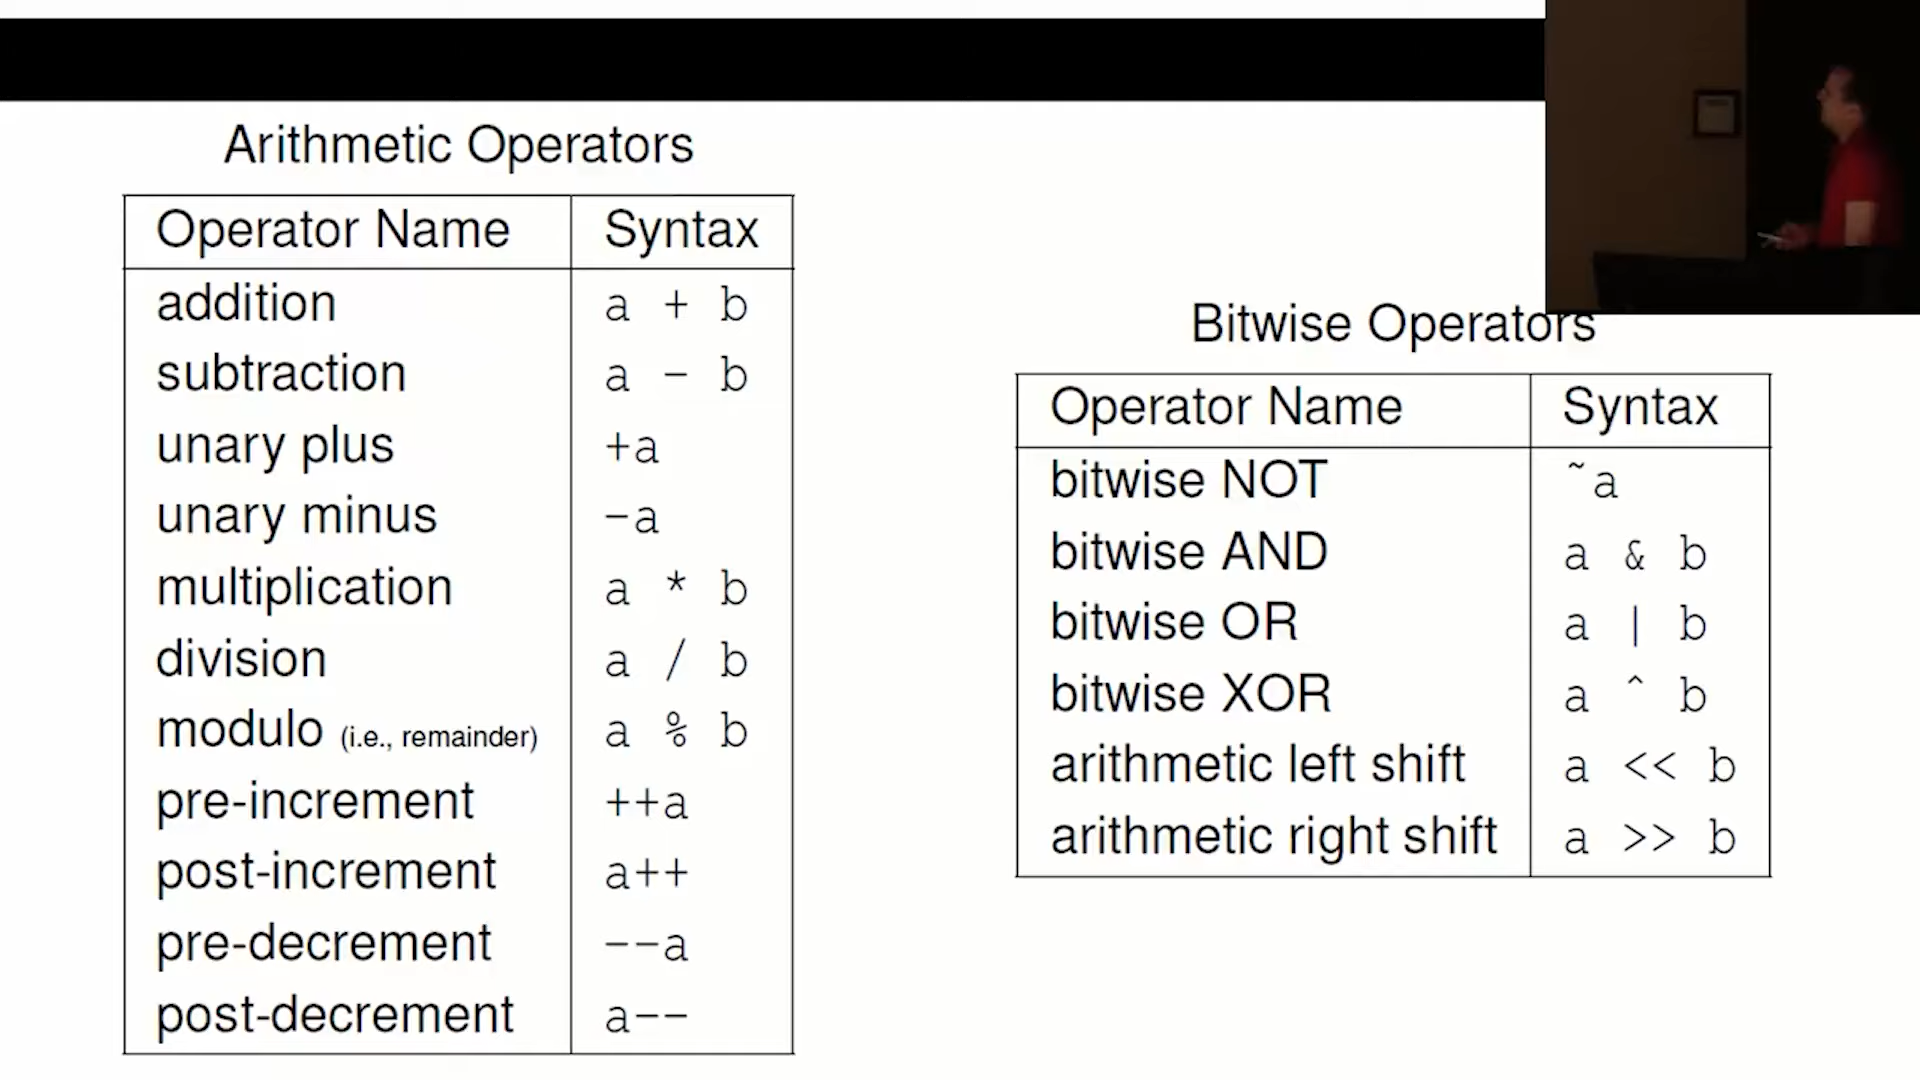 Arithmetic Operators
Operator Name Syntax
addition a + b
subtraction a - b
unary plus +a
unary minus -a
multiplication a * b
division a / b
modulo (i.e., remainder) a % b
pre-increment ++a
post-increment a++
pre-decrement --a
post-decrement a--
Bitwise Operators
Operator Name Syntax
bitwise NOT ~a
bitwise AND a & b
bitwise OR a | b
bitwise XOR a ^ b
arithmetic left shift a << b
arithmetic right shift a >> b